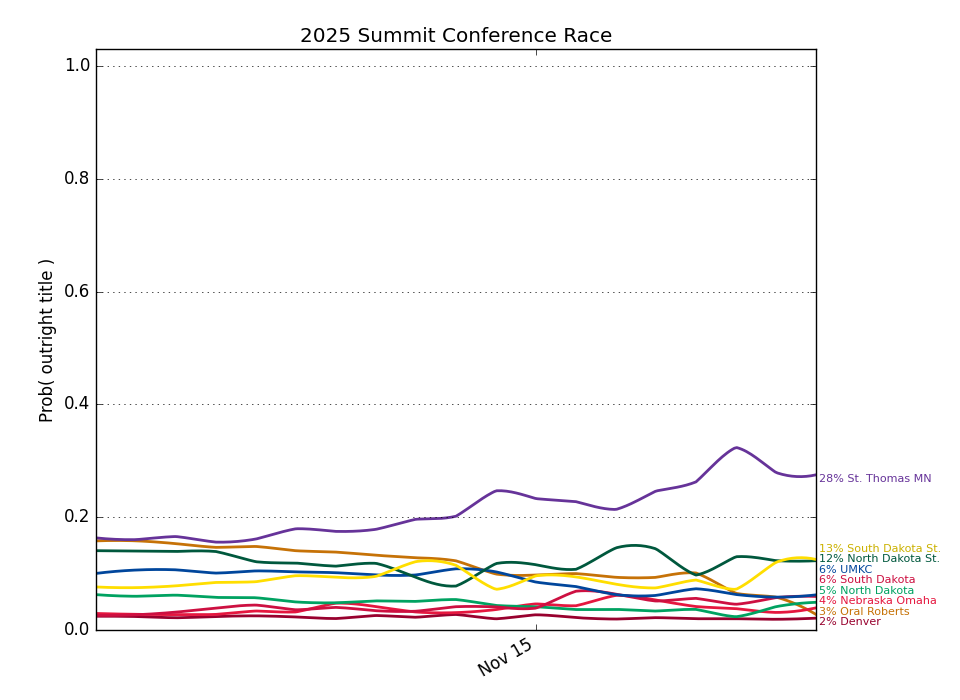 2025 Summit Conference Race
Prob( outright title )
1.0
0.8
0.6
0.4
0.2
0.0
Nov 15
28% St. Thomas MN
13% South Dakota St.
12% North Dakota St.
6% UMKC
6% South Dakota
5% North Dakota
4% Nebraska Omaha
3% Oral Roberts
2% Denver